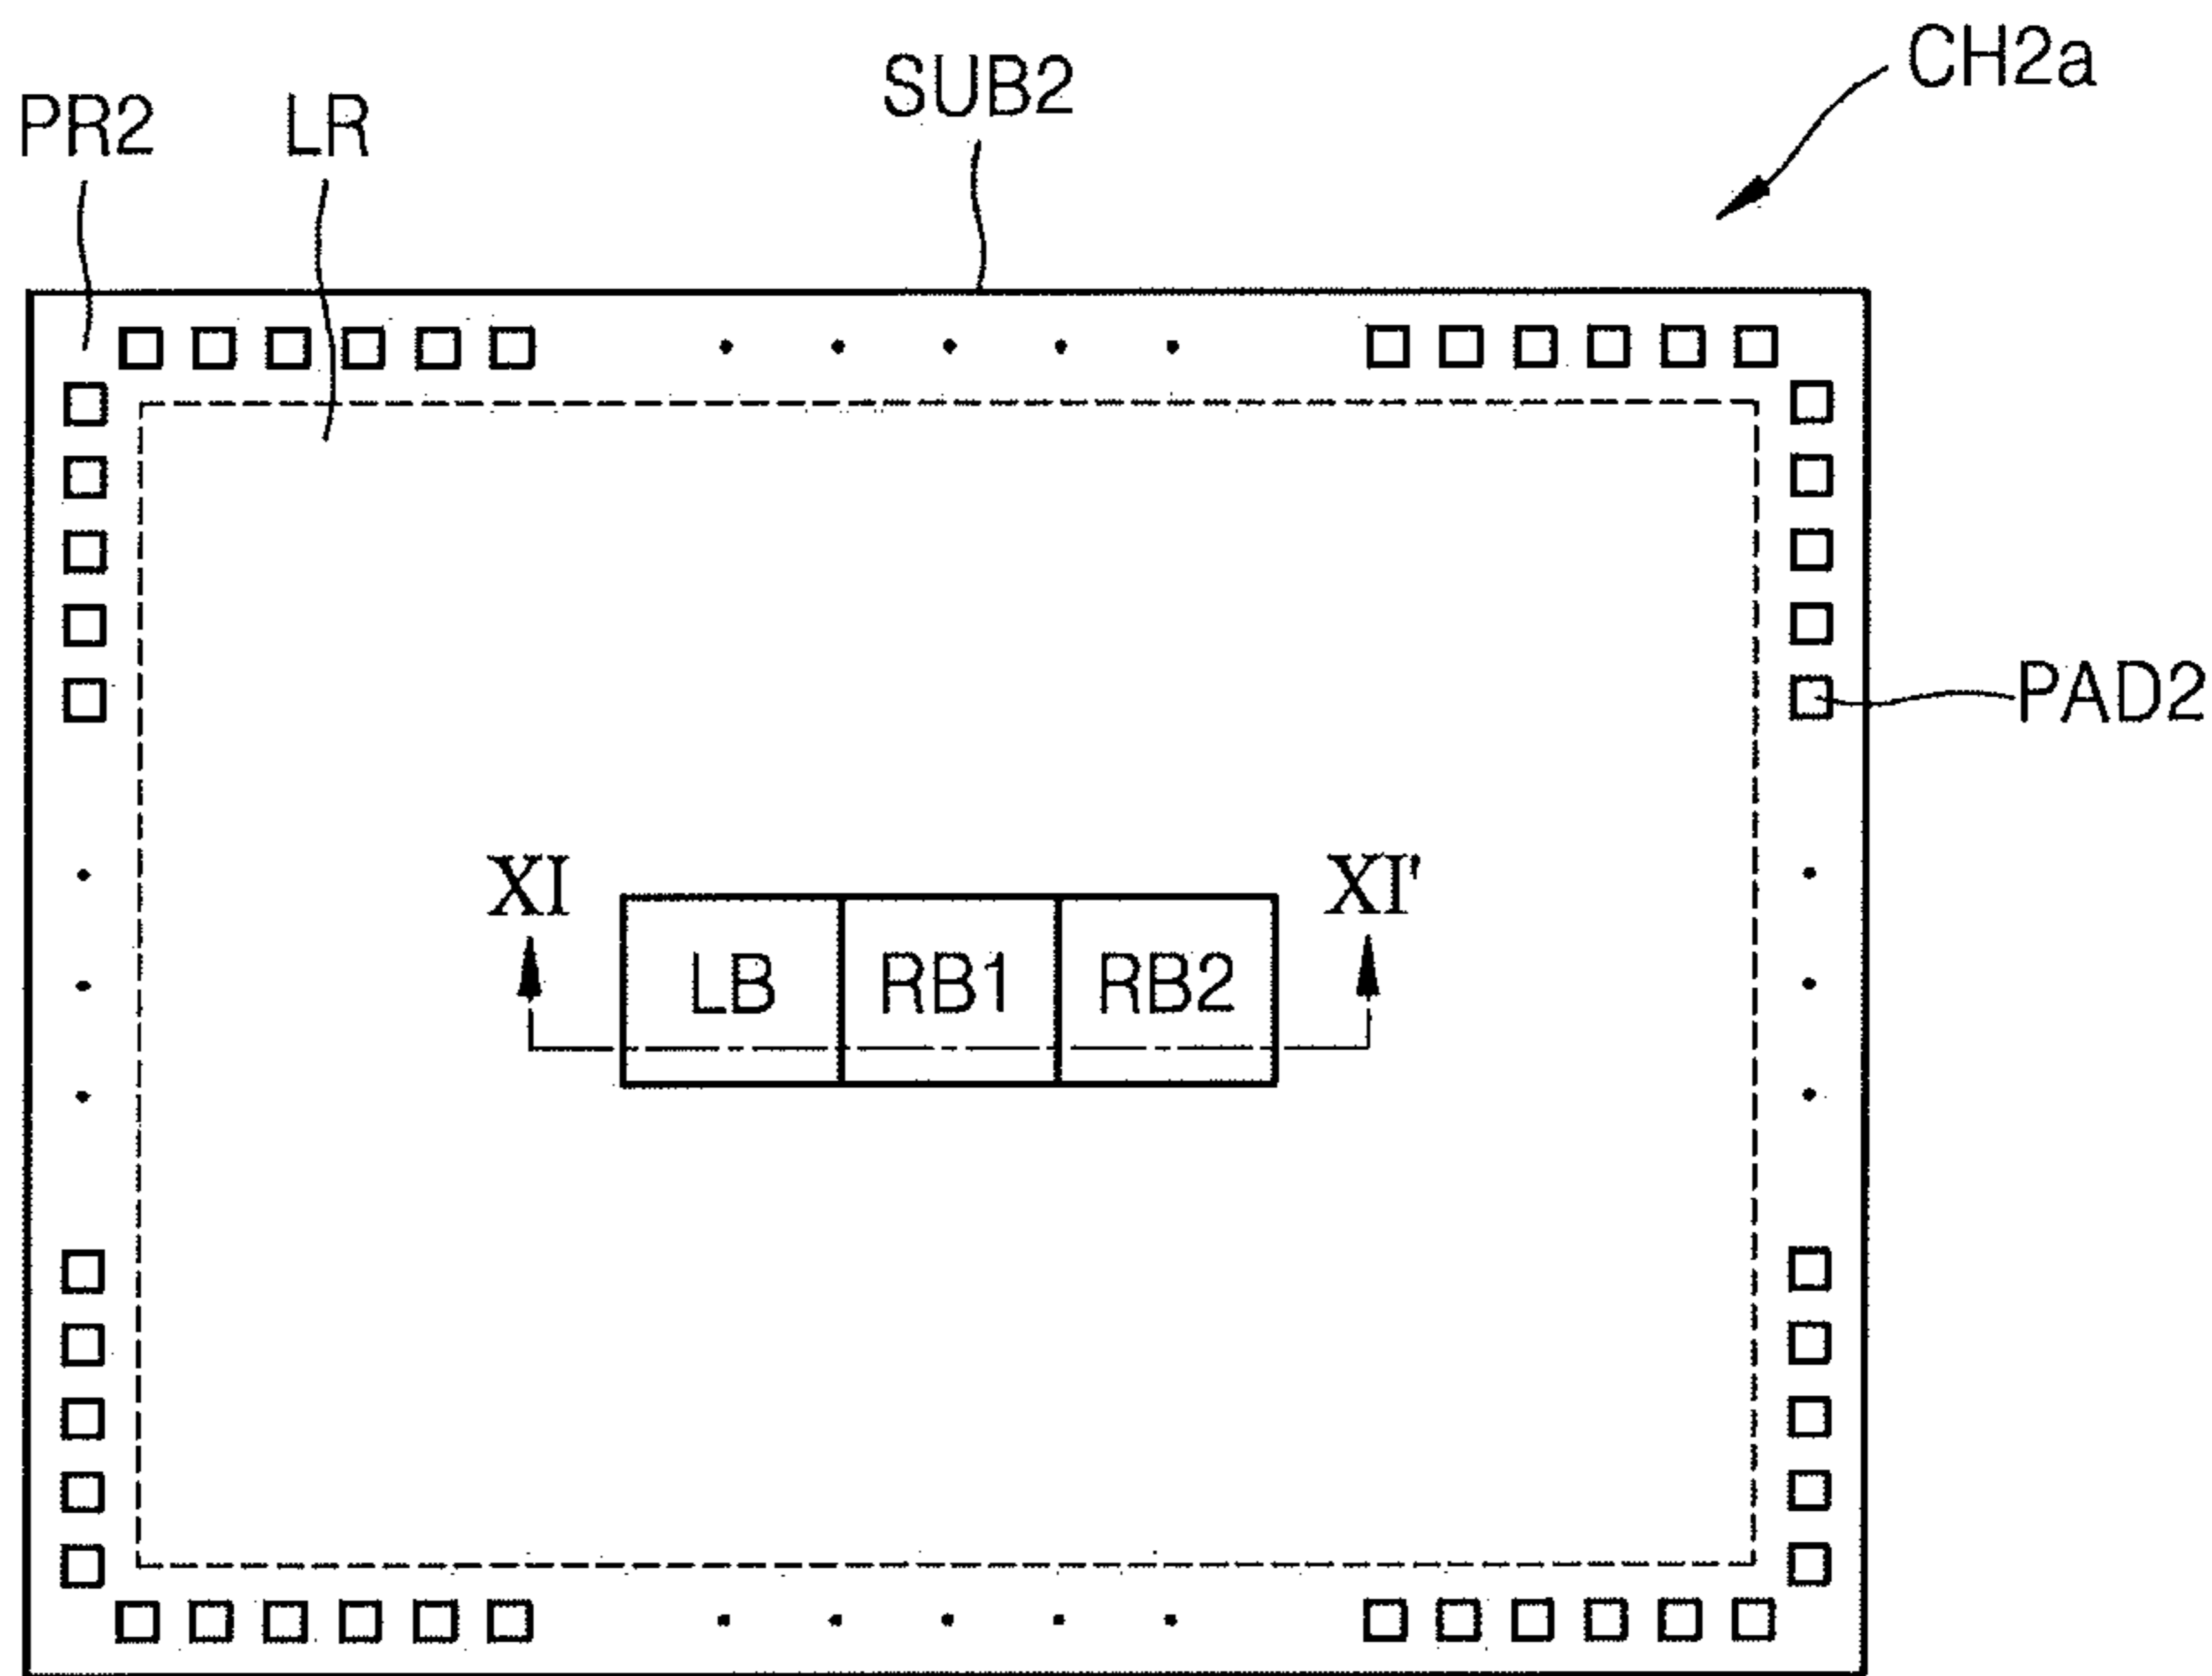 CH2a
SUB2
PR2 LR
PAD2
XI XI'
LB RB1 RB2